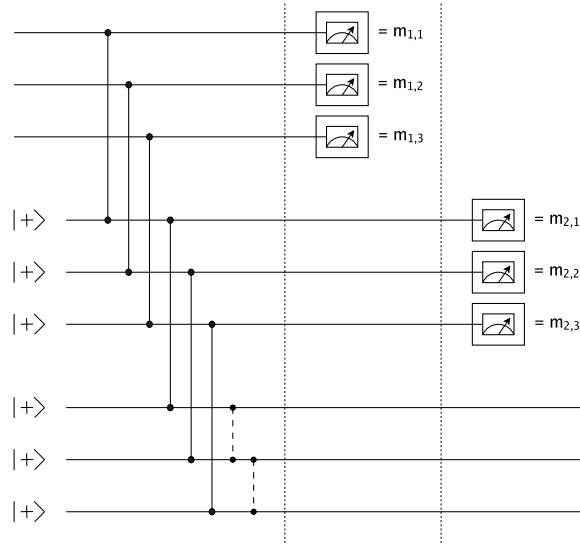 = m1,1
= m1,2
= m1,3
|+⟩
= m2,1
|+⟩
= m2,2
|+⟩
= m2,3
|+⟩
|+⟩
|+⟩